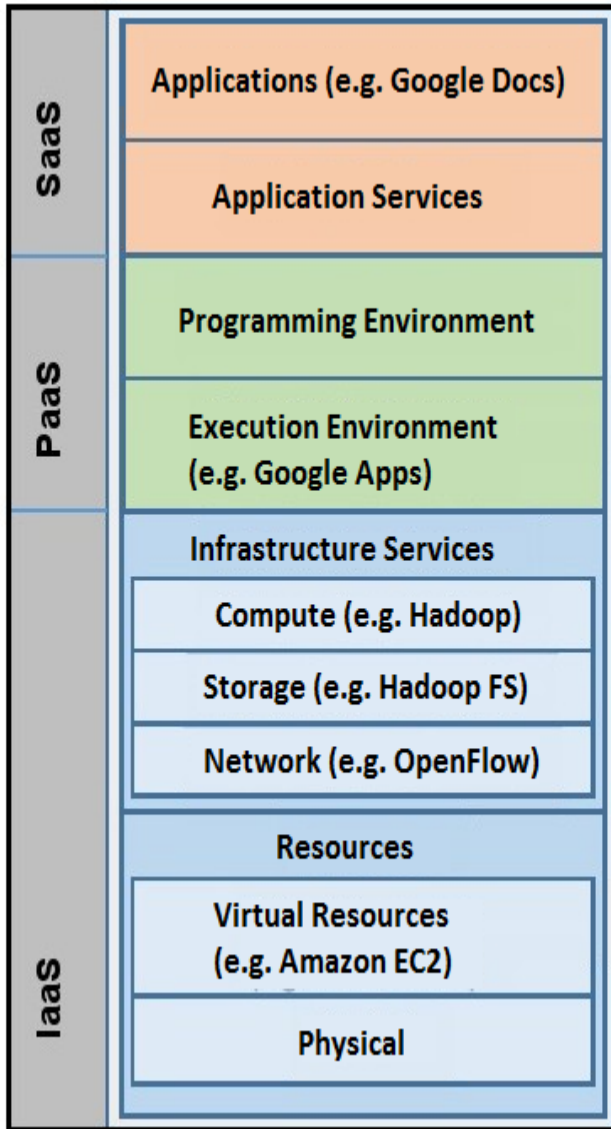 SaaS
Applications (e.g. Google Docs)
Application Services
PaaS
Programming Environment
Execution Environment
(e.g. Google Apps)
IaaS
Infrastructure Services
Compute (e.g. Hadoop)
Storage (e.g. Hadoop FS)
Network (e.g. OpenFlow)
Resources
Virtual Resources
(e.g. Amazon EC2)
Physical